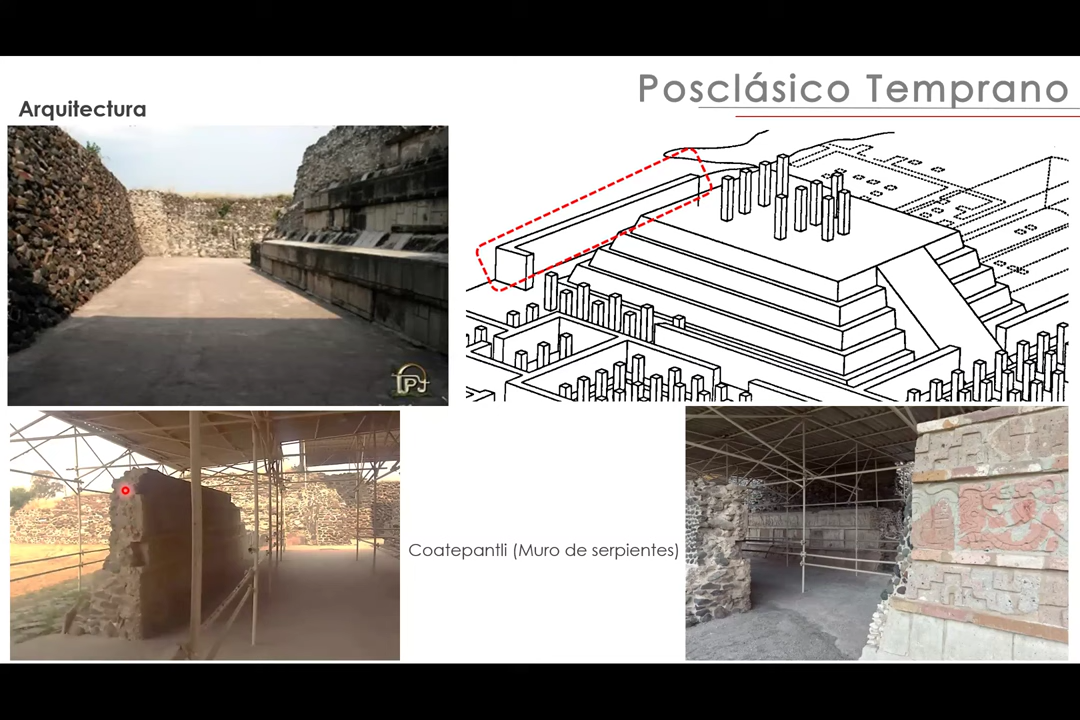 Posclásico Temprano
Arquitectura
Coatepantli (Muro de serpientes)